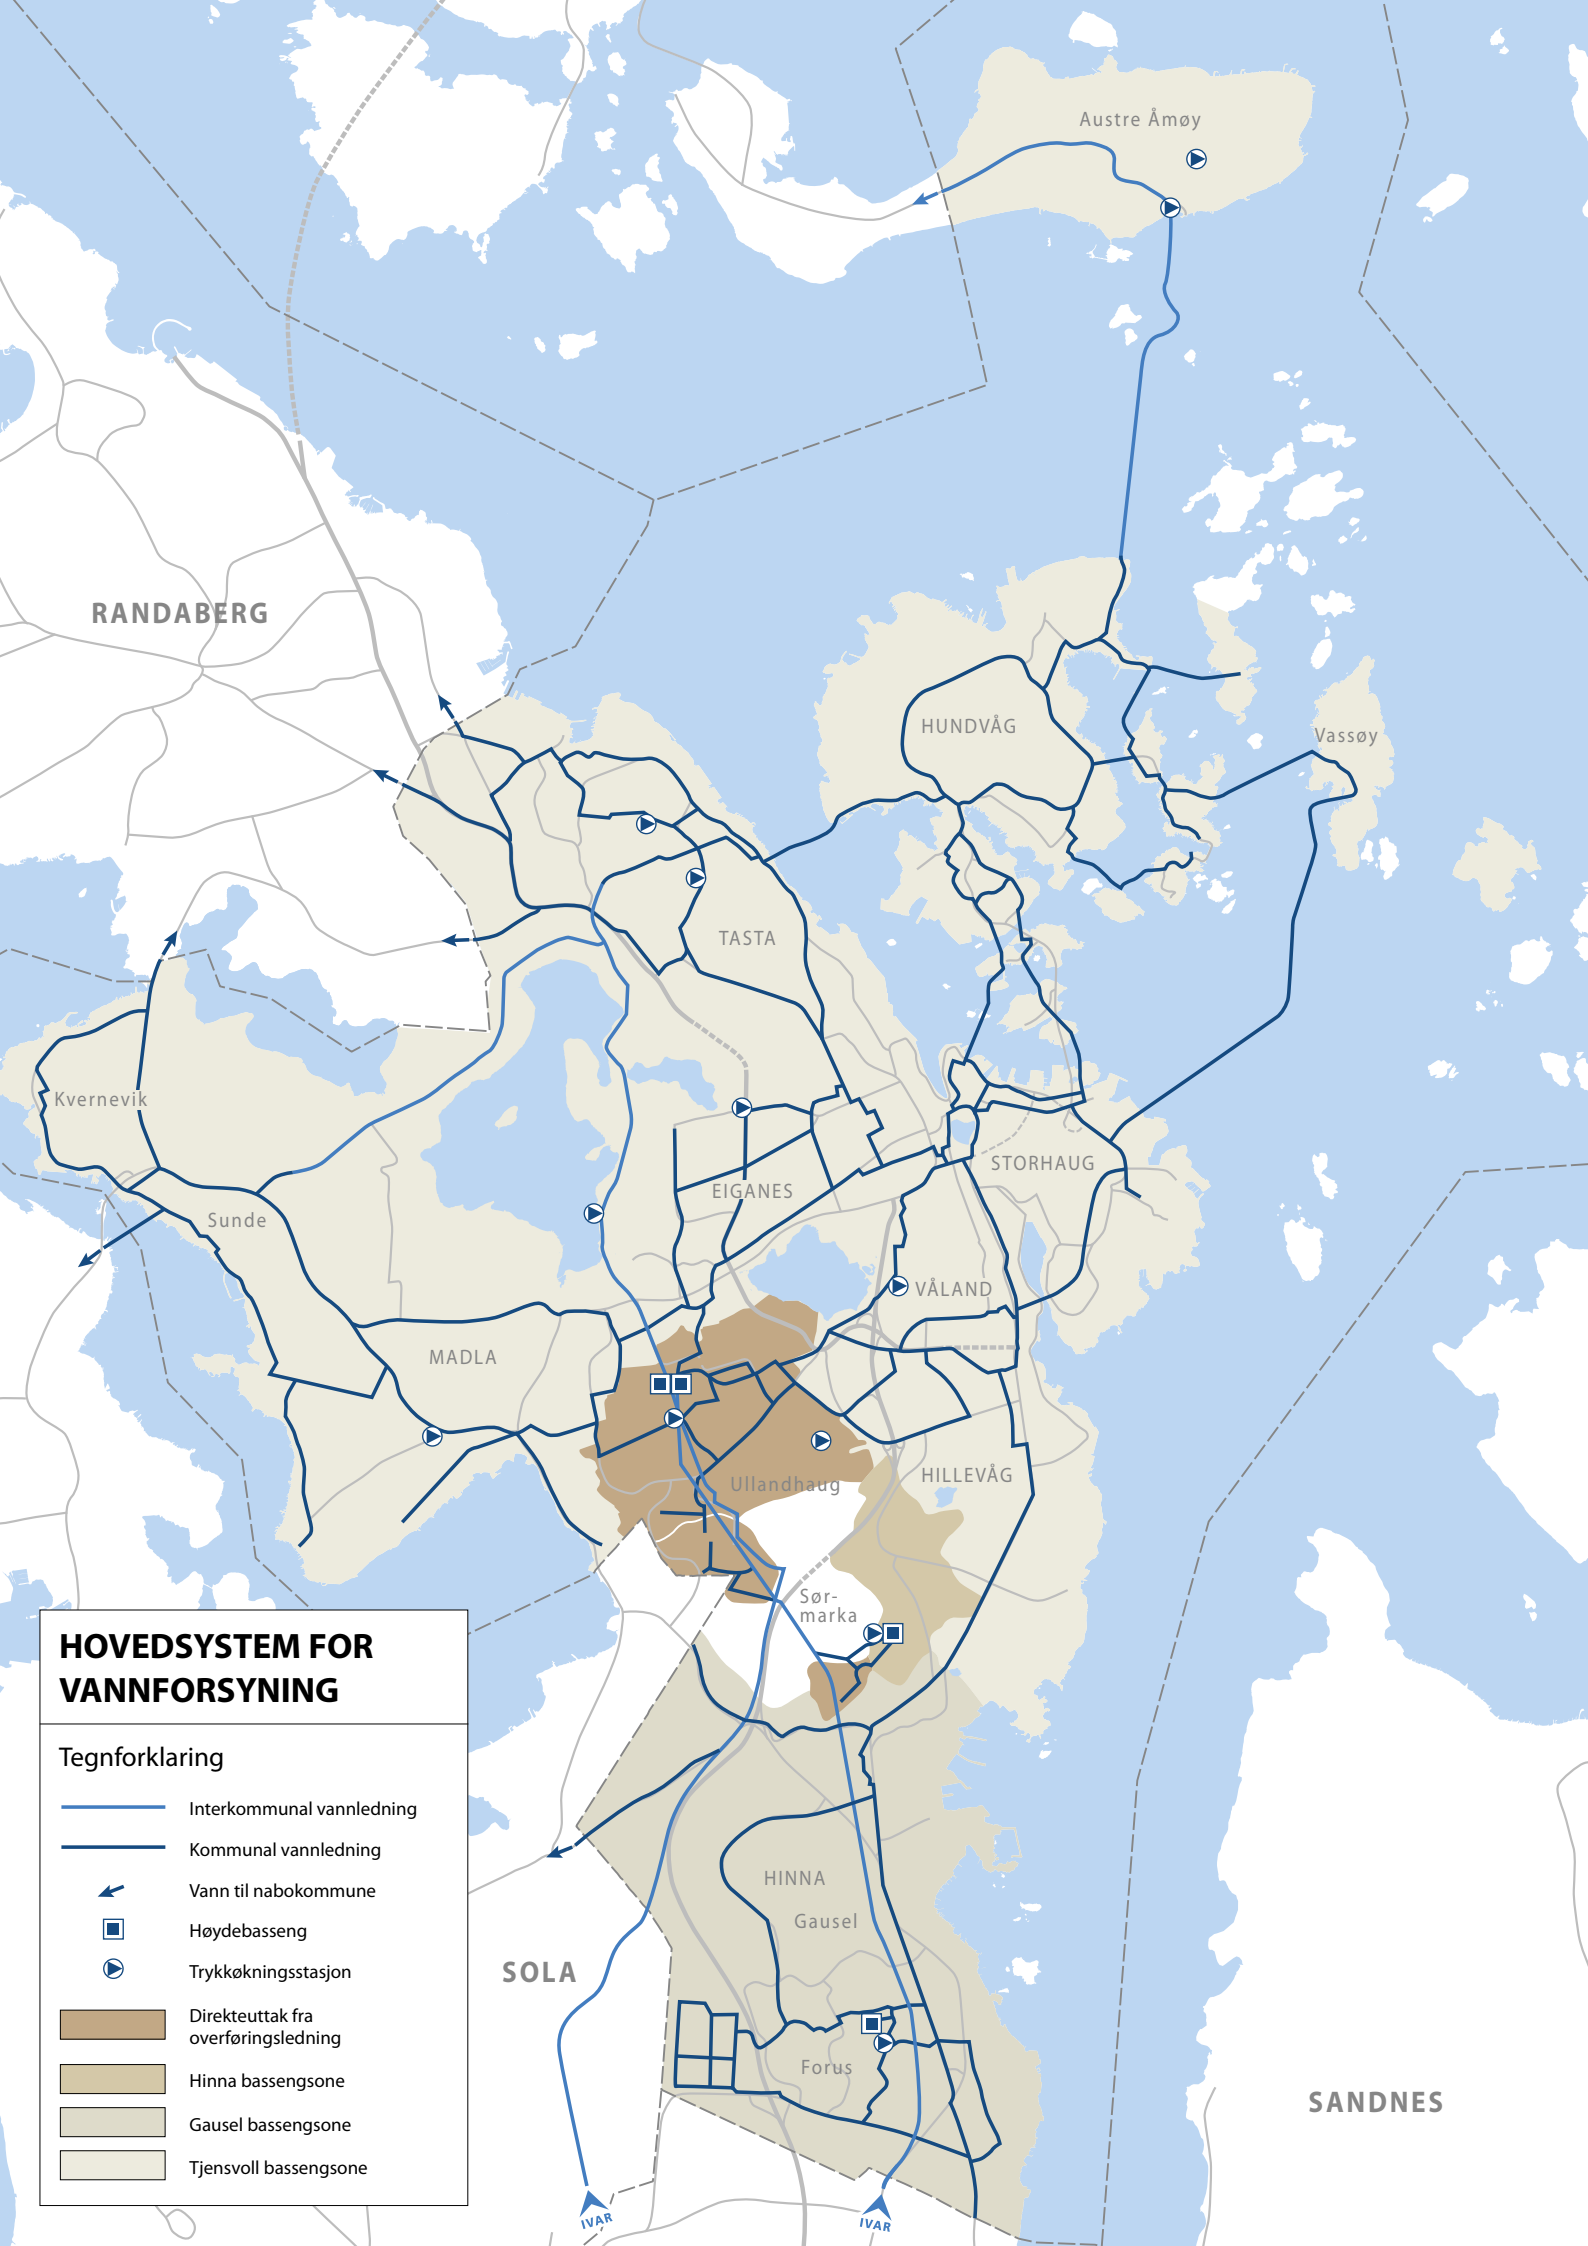 Austre Åmøy
RANDABERG
HUNDVÅG
Vassøy
TASTA
Kvernevik
STORHAUG
EIGANES
Sunde
VÅLAND
MADLA
HILLEVÅG
Ullandhaug
Sør-
marka
HINNA
Gausel
SOLA
Forus
SANDNES
IVAR
IVAR
HOVEDSYSTEM FOR
VANNFORSYNING
Tegnforklaring
Interkommunal vannledning
Kommunal vannledning
Vann til nabokommune
Høydebasseng
Trykkøkningsstasjon
Direkteuttak fra
overføringsledning
Hinna bassengsone
Gausel bassengsone
Tjensvoll bassengsone